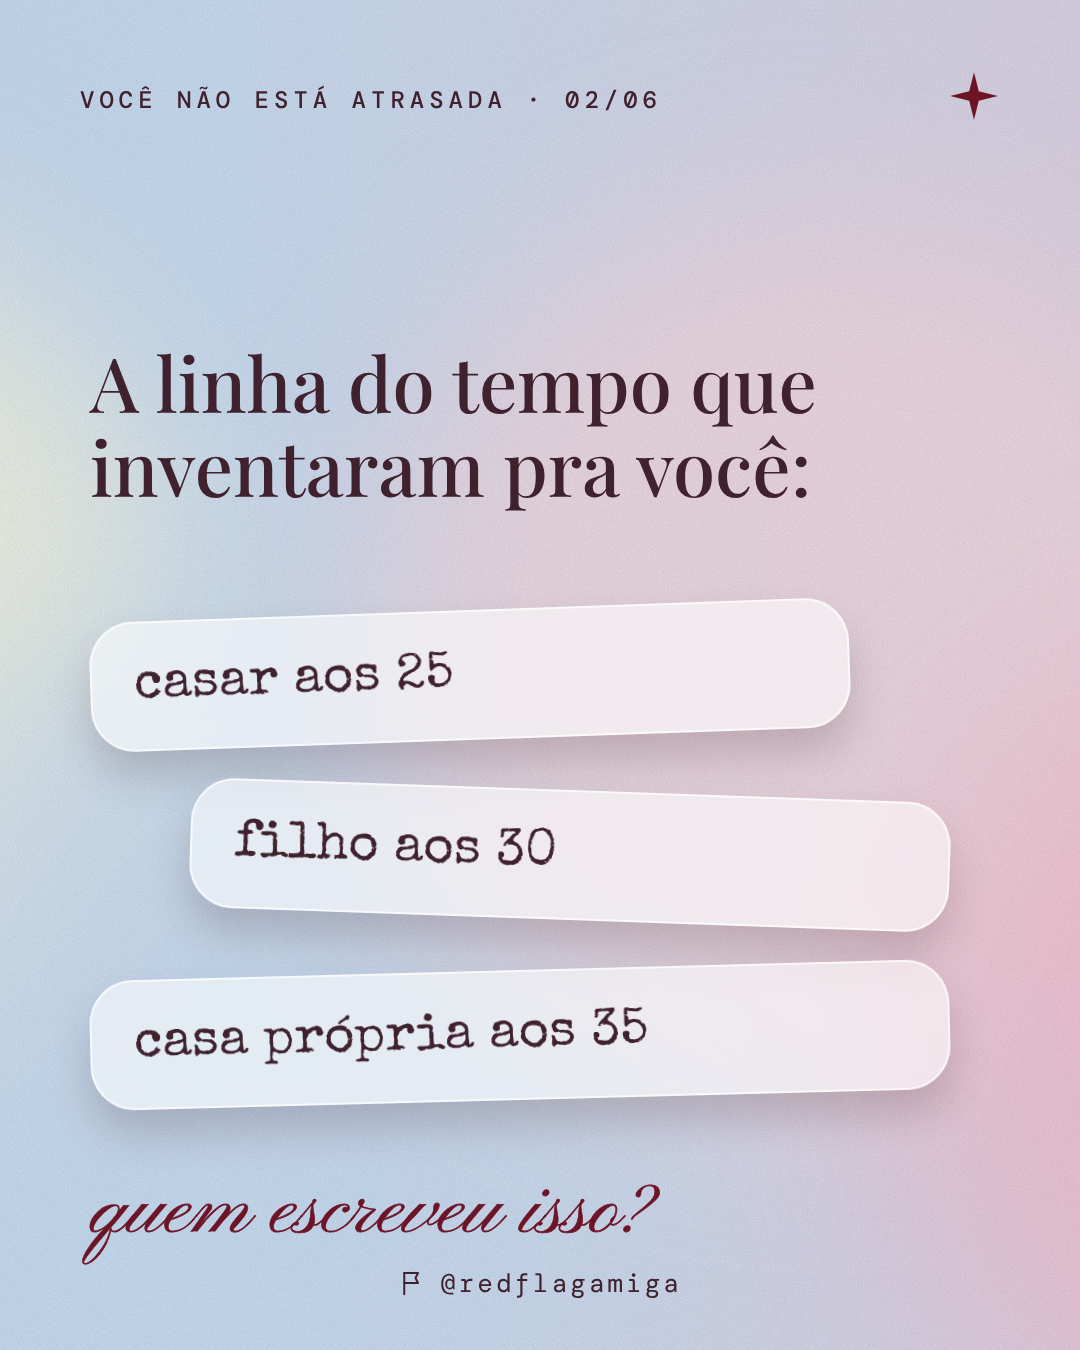 VOCÊ NÃO ESTÁ ATRASADA · 02/06
A linha do tempo que
inventaram pra você:
casar aos 25
filho aos 30
casa própria aos 35
quem escreveu isso?
@redflagamiga